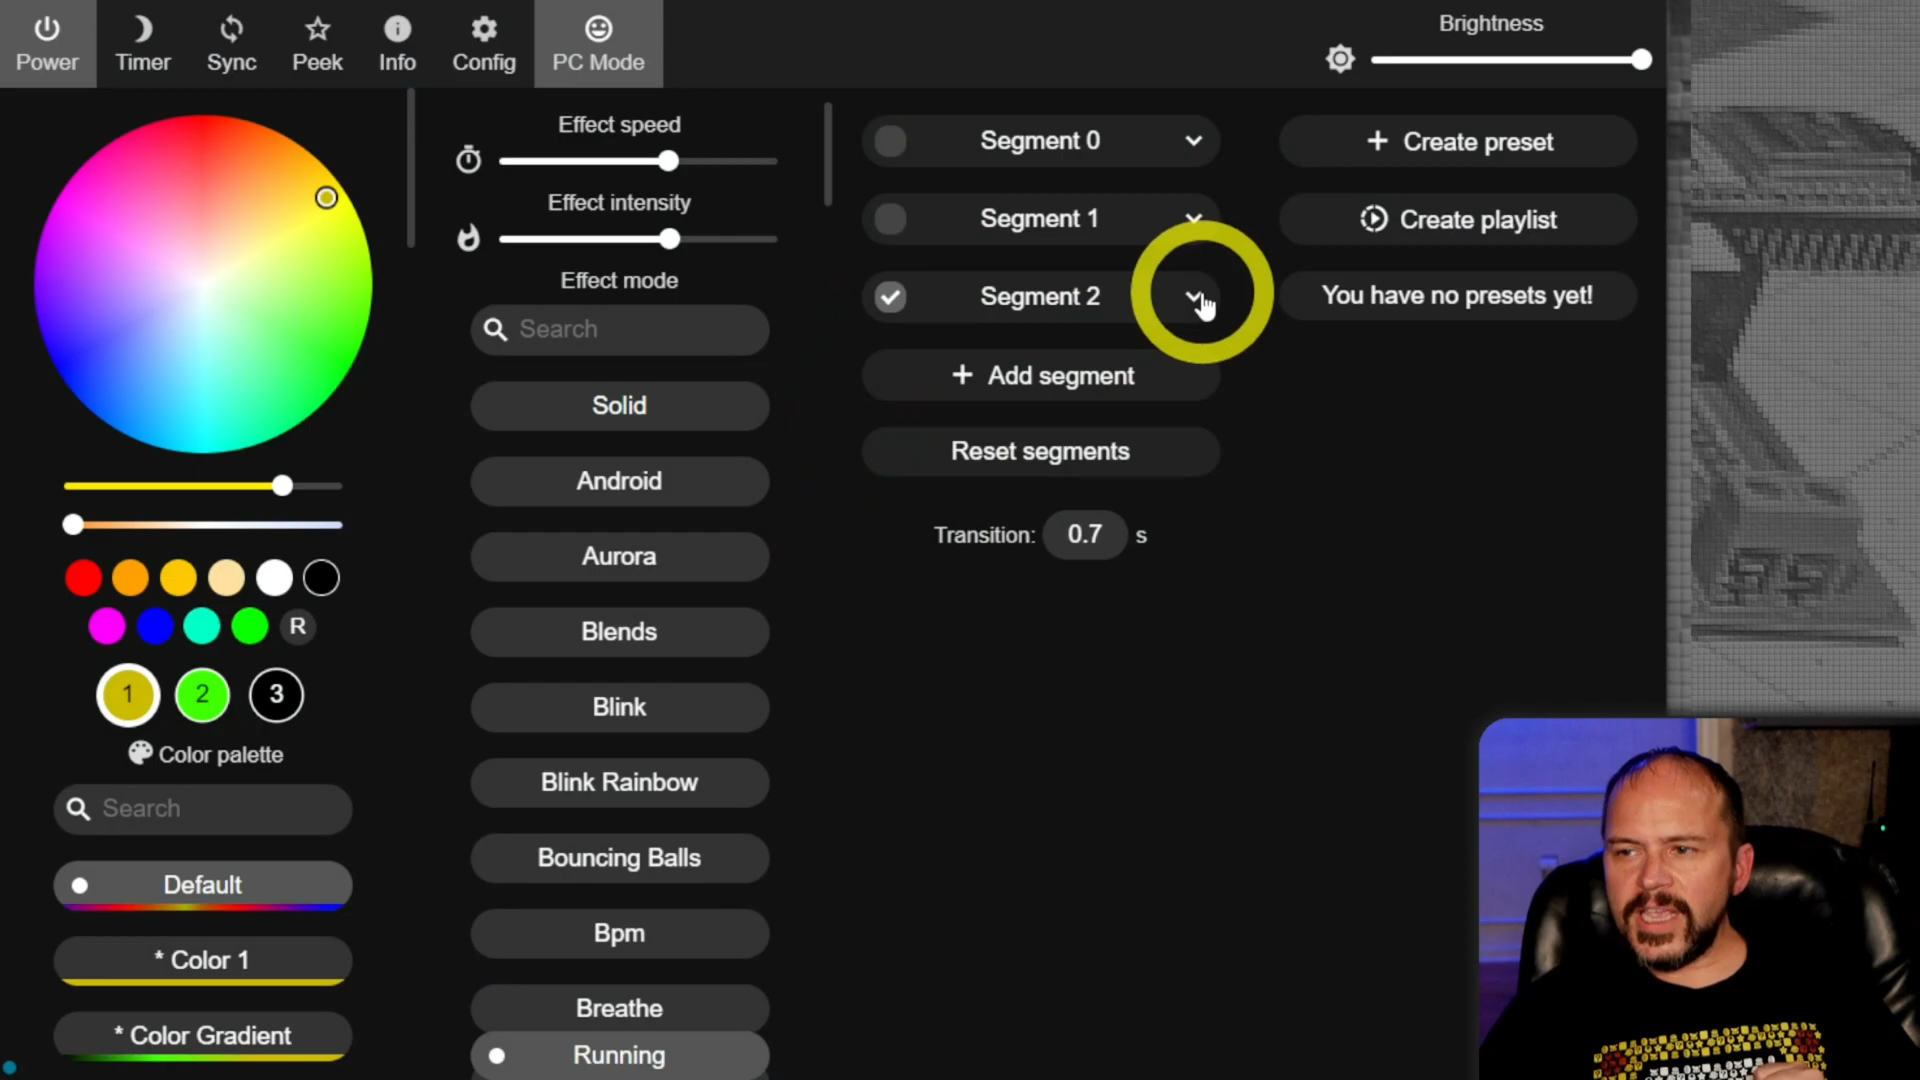 Power
Timer
Sync
Peek
Info
Config
PC Mode
Brightness
1
2
3
Color palette
Search
Default
* Color 1
* Color Gradient
R
Effect speed
Effect intensity
Effect mode
Search
Solid
Android
Aurora
Blends
Blink
Blink Rainbow
Bouncing Balls
Bpm
Breathe
Running
Segment 0
Segment 1
Segment 2
+ Add segment
Reset segments
Transition: 0.7 s
+ Create preset
Create playlist
You have no presets yet!